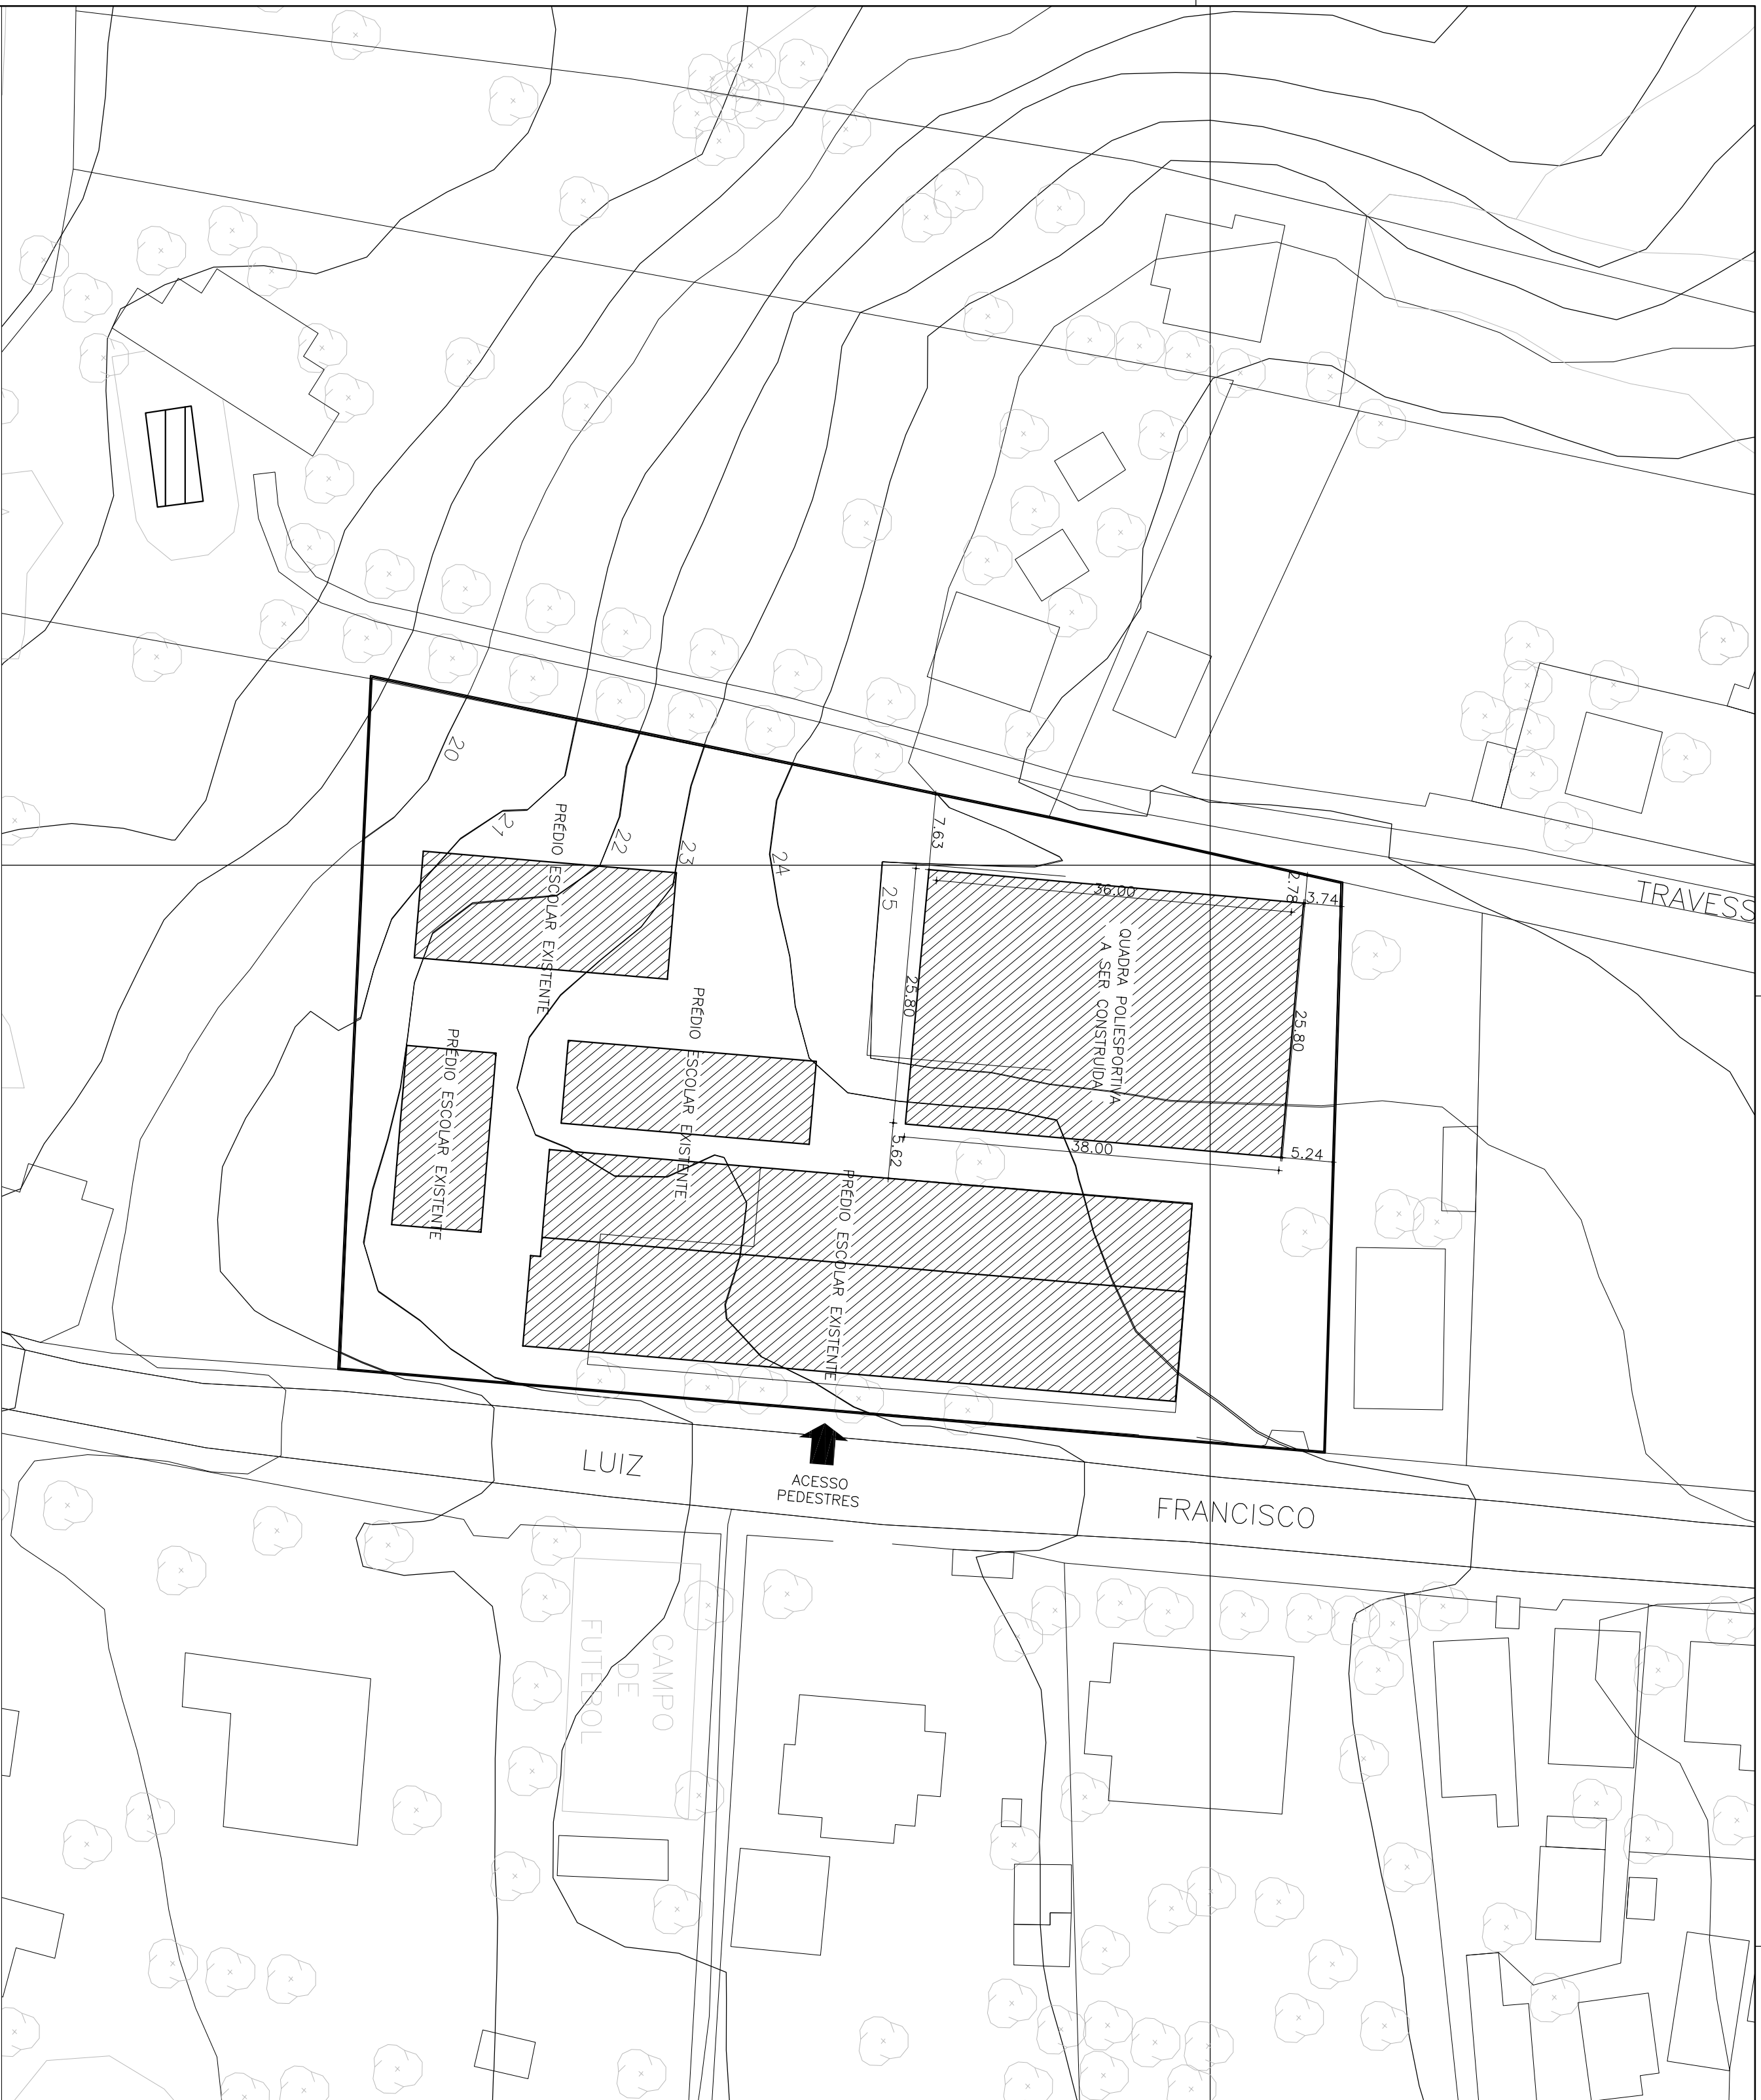 20
21
22
23
24
25
PRÉDIO ESCOLAR EXISTENTE
7.63
36.00
2.78
3.74
TRAVESS
QUADRA POLIESPORTIVA
A SER CONSTRUÍDA
25.80
25.80
PRÉDIO ESCOLAR EXISTENTE
PRÉDIO ESCOLAR EXISTENTE
5.62
38.00
5.24
PRÉDIO ESCOLAR EXISTENTE
LUIZ
FRANCISCO
ACESSO
PEDESTRES
CAMPO
DE
FUTEBOL